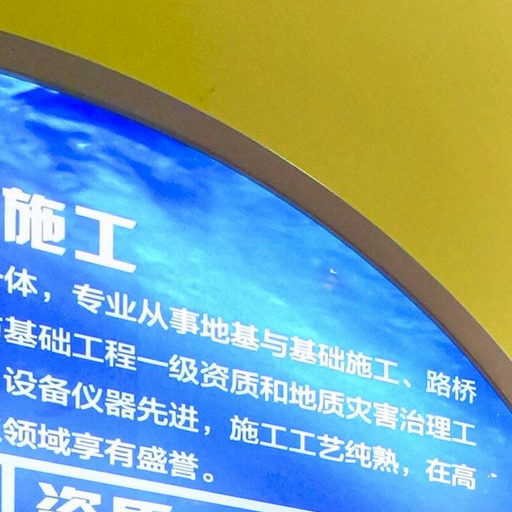 施工
体，专业从事地基与基础施工、路桥
基础工程一级资质和地质灾害治理工
设备仪器先进，施工工艺纯熟，在高
领域享有盛誉。
资质